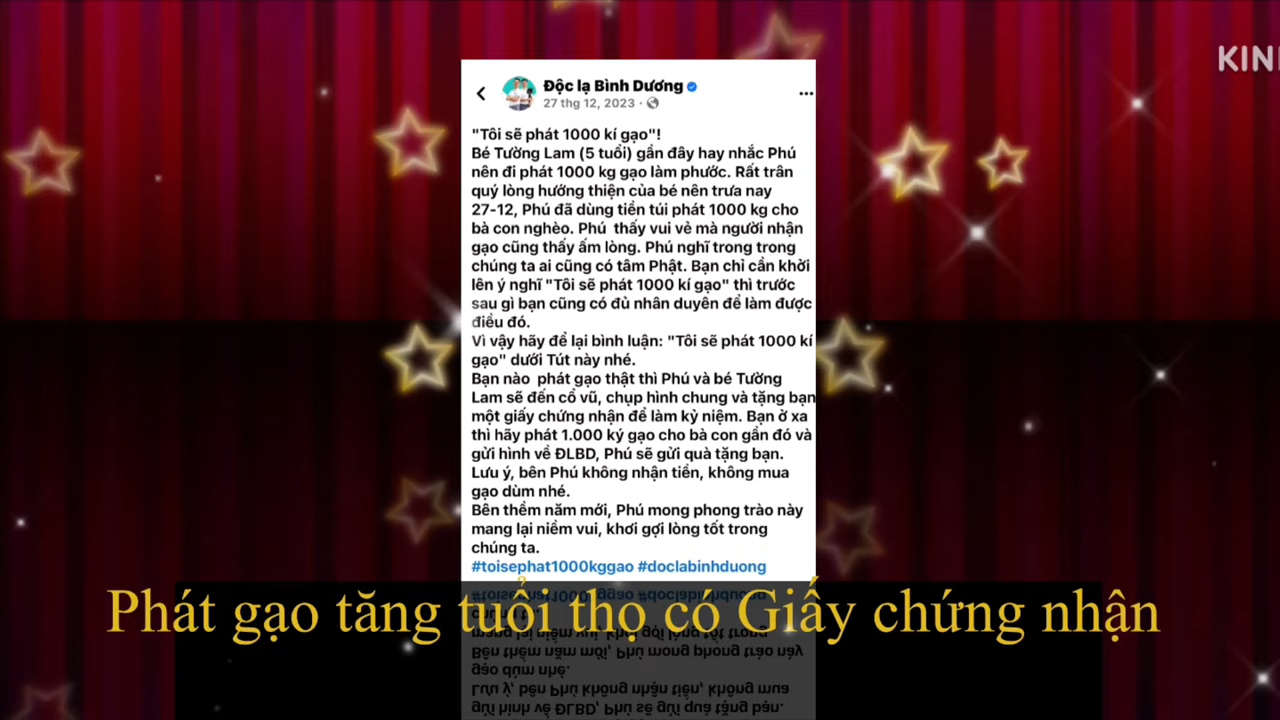 KIN
Độc lạ Bình Dương
27 thg 12, 2023
"Tôi sẽ phát 1000 kí gạo"!
Bé Tường Lam (5 tuổi) gần đây hay nhắc Phú
nên đi phát 1000 kg gạo làm phước. Rất trân
quý lòng hướng thiện của bé nên trưa nay
27-12, Phú đã dùng tiền túi phát 1000 kg cho
bà con nghèo. Phú thấy vui vẻ mà người nhận
gạo cũng thấy ấm lòng. Phú nghĩ trong trong
chúng ta ai cũng có tâm Phật. Bạn chỉ cần khởi
lên ý nghĩ "Tôi sẽ phát 1000 kí gạo" thì trước
sau gì bạn cũng có đủ nhân duyên để làm được
điều đó.
Vì vậy hãy để lại bình luận: "Tôi sẽ phát 1000 kí
gạo" dưới Tút này nhé.
Bạn nào phát gạo thật thì Phú và bé Tường
Lam sẽ đến cổ vũ, chụp hình chung và tặng bạn
một giấy chứng nhận để làm kỷ niệm. Bạn ở xa
thì hãy phát 1.000 ký gạo cho bà con gần đó và
gửi hình về ĐLBD, Phú sẽ gửi quà tặng bạn.
Lưu ý, bên Phú không nhận tiền, không mua
gạo dùm nhé.
Bên thềm năm mới, Phú mong phong trào này
mang lại niềm vui, khơi gợi lòng tốt trong
chúng ta.
#toisephat1000kggao #doclabinhduong
Phát gạo tăng tuổi thọ có Giấy chứng nhận